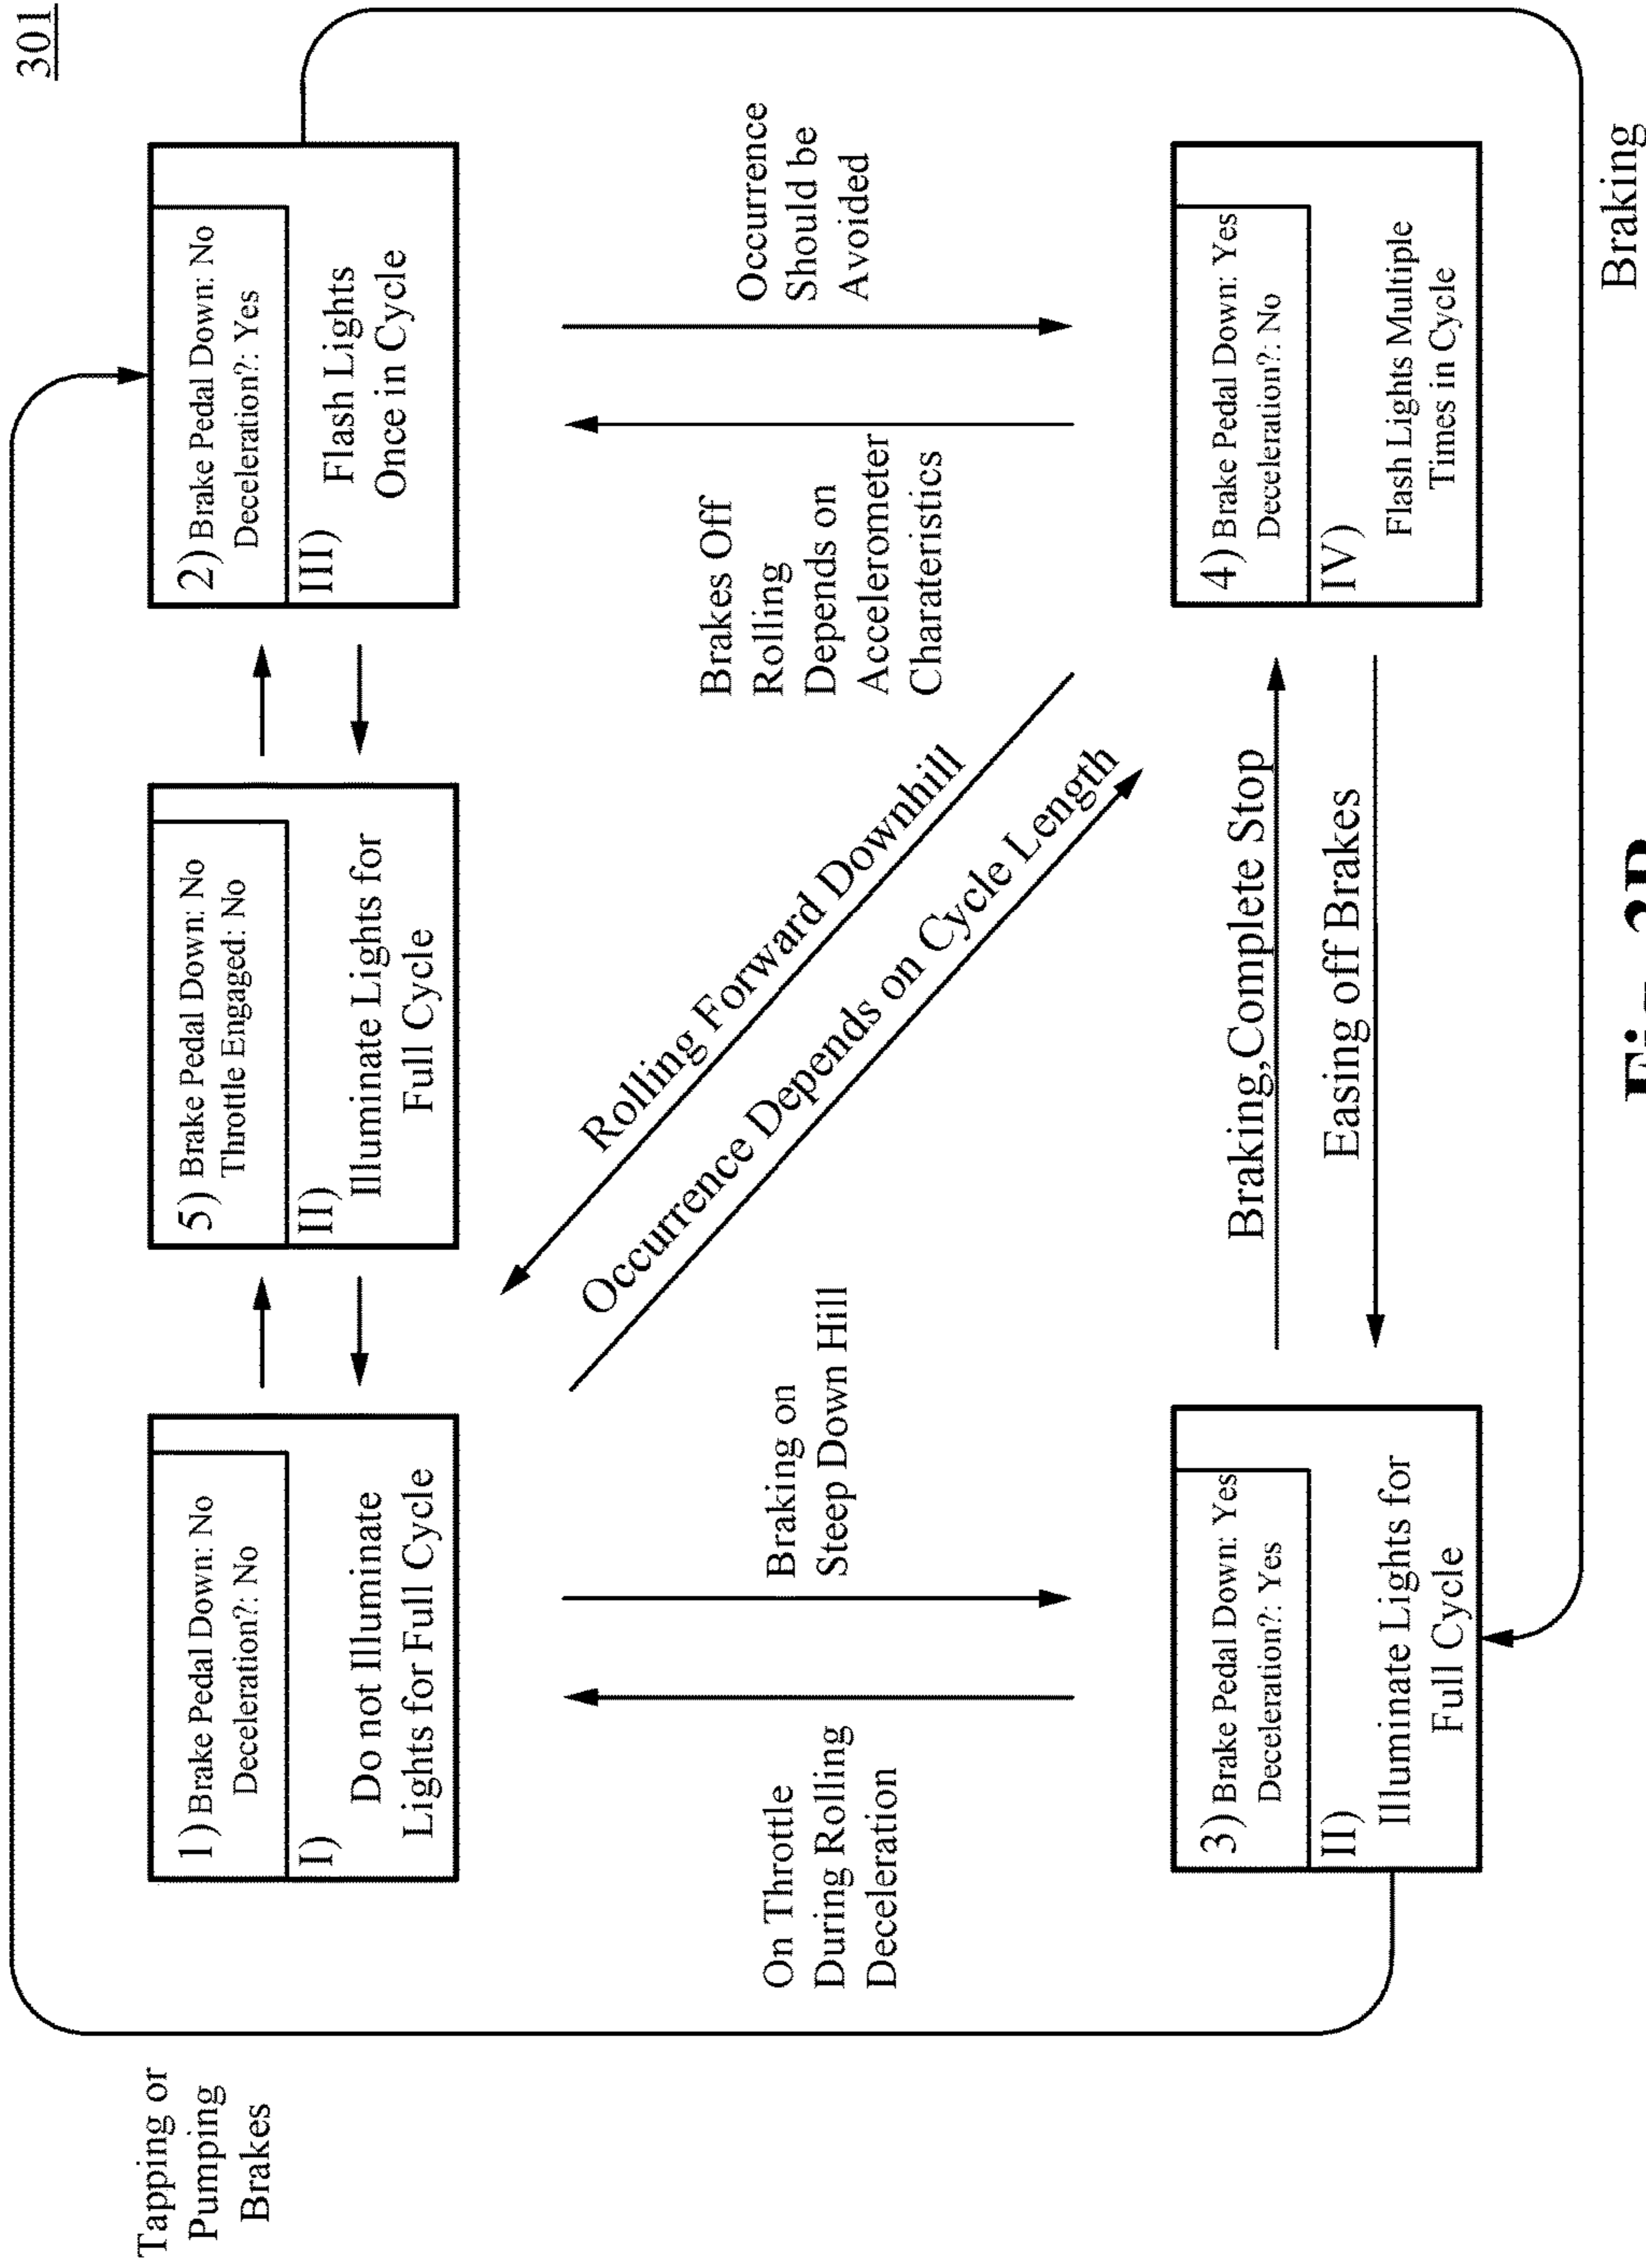 301
Tapping or
Pumping
Brakes
1) Brake Pedal Down: No
Deceleration?: No
I)
Do not Illuminate
Lights for Full Cycle
5) Brake Pedal Down: No
Throttle Engaged: No
II)
Illuminate Lights for
Full Cycle
2) Brake Pedal Down: No
Deceleration?: Yes
III)
Flash Lights
Once in Cycle
On Throttle
During Rolling
Deceleration
Braking on
Steep Down Hill
Rolling Forward Downhill
Occurrence Depends on Cycle Length
Brakes Off
Rolling
Depends on
Accelerometer
Charateristics
Occurrence
Should be
Avoided
3) Brake Pedal Down: Yes
Deceleration?: Yes
II)
Illuminate Lights for
Full Cycle
Braking,Complete Stop
Easing off Brakes
4) Brake Pedal Down: Yes
Deceleration?: No
IV)
Flash Lights Multiple
Times in Cycle
Braking